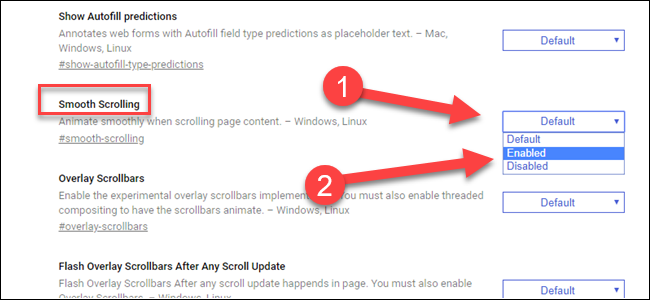 Show Autofill predictions
Annotates web forms with Autofill field type predictions as placeholder text. – Mac,
Windows, Linux
#show-autofill-type-predictions
Default
1
Smooth Scrolling
Animate smoothly when scrolling page content. – Windows, Linux
#smooth-scrolling
Default
Default
Enabled
Disabled
2
Overlay Scrollbars
Enable the experimental overlay scrollbars implemen You must also enable threaded
compositing to have the scrollbars animate. – Windows, Linux
#overlay-scrollbars
Default
Flash Overlay Scrollbars After Any Scroll Update
Flash Overlay Scrollbars after any scroll update happends in page. You must also enable
Overlay Scrollbars. – Windows, Linux
Default